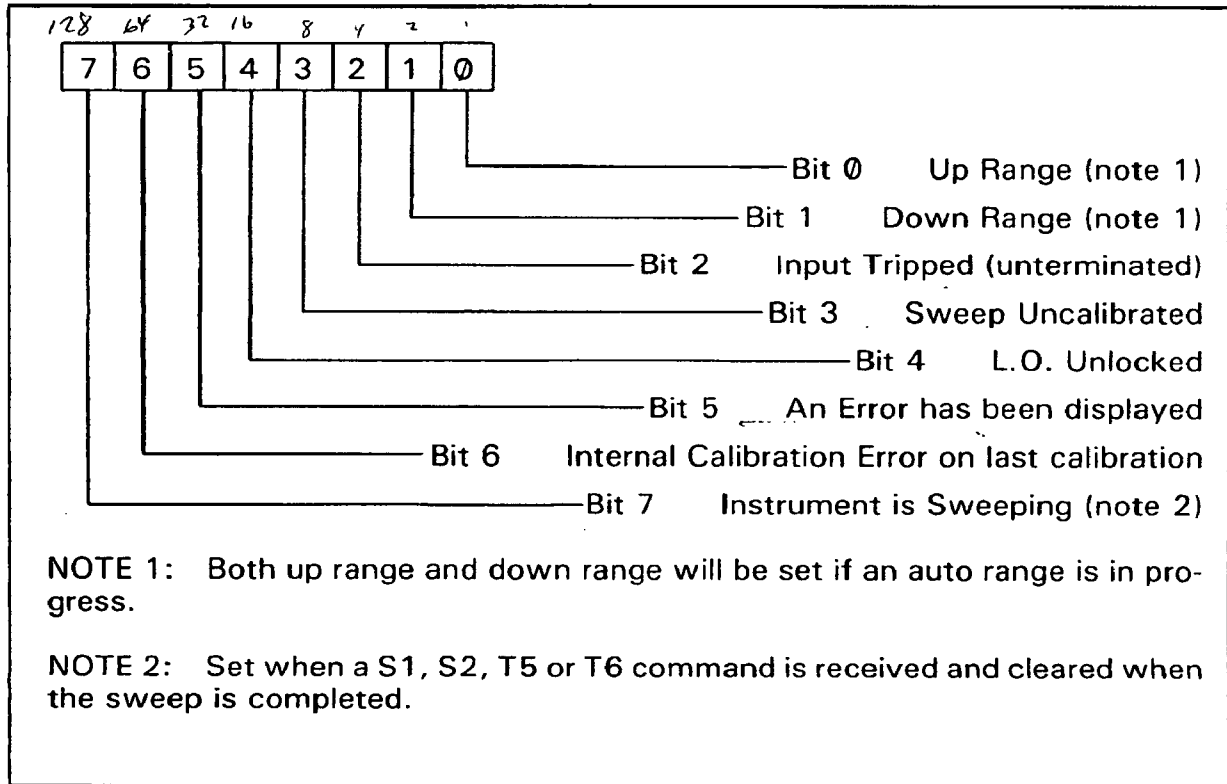 128 64 32 16 8 4 2 1
7 6 5 4 3 2 1 0
Bit 0 Up Range (note 1)
Bit 1 Down Range (note 1)
Bit 2 Input Tripped (unterminated)
Bit 3 Sweep Uncalibrated
Bit 4 L.O. Unlocked
Bit 5 An Error has been displayed
Bit 6 Internal Calibration Error on last calibration
Bit 7 Instrument is Sweeping (note 2)
NOTE 1: Both up range and down range will be set if an auto range is in pro-
gress.
NOTE 2: Set when a S1, S2, T5 or T6 command is received and cleared when
the sweep is completed.